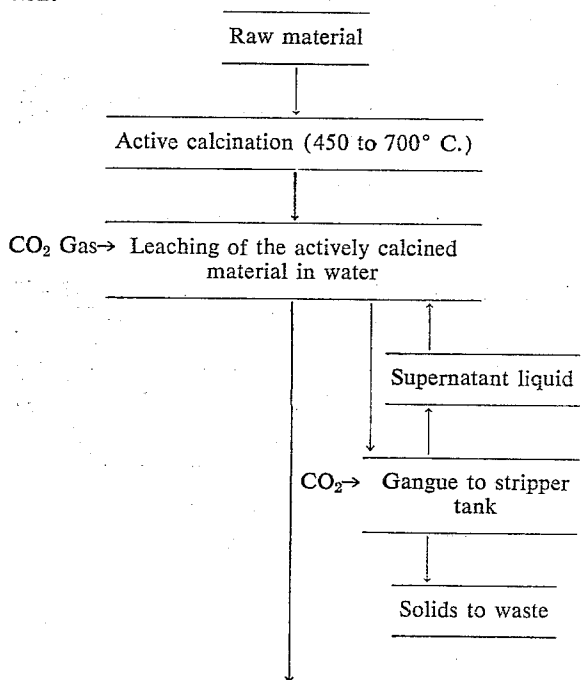 Raw material
Active calcination (450 to 700° C.)
CO₂ Gas→ Leaching of the actively calcined
material in water
Supernatant liquid
CO₂→ Gangue to stripper
tank
Solids to waste